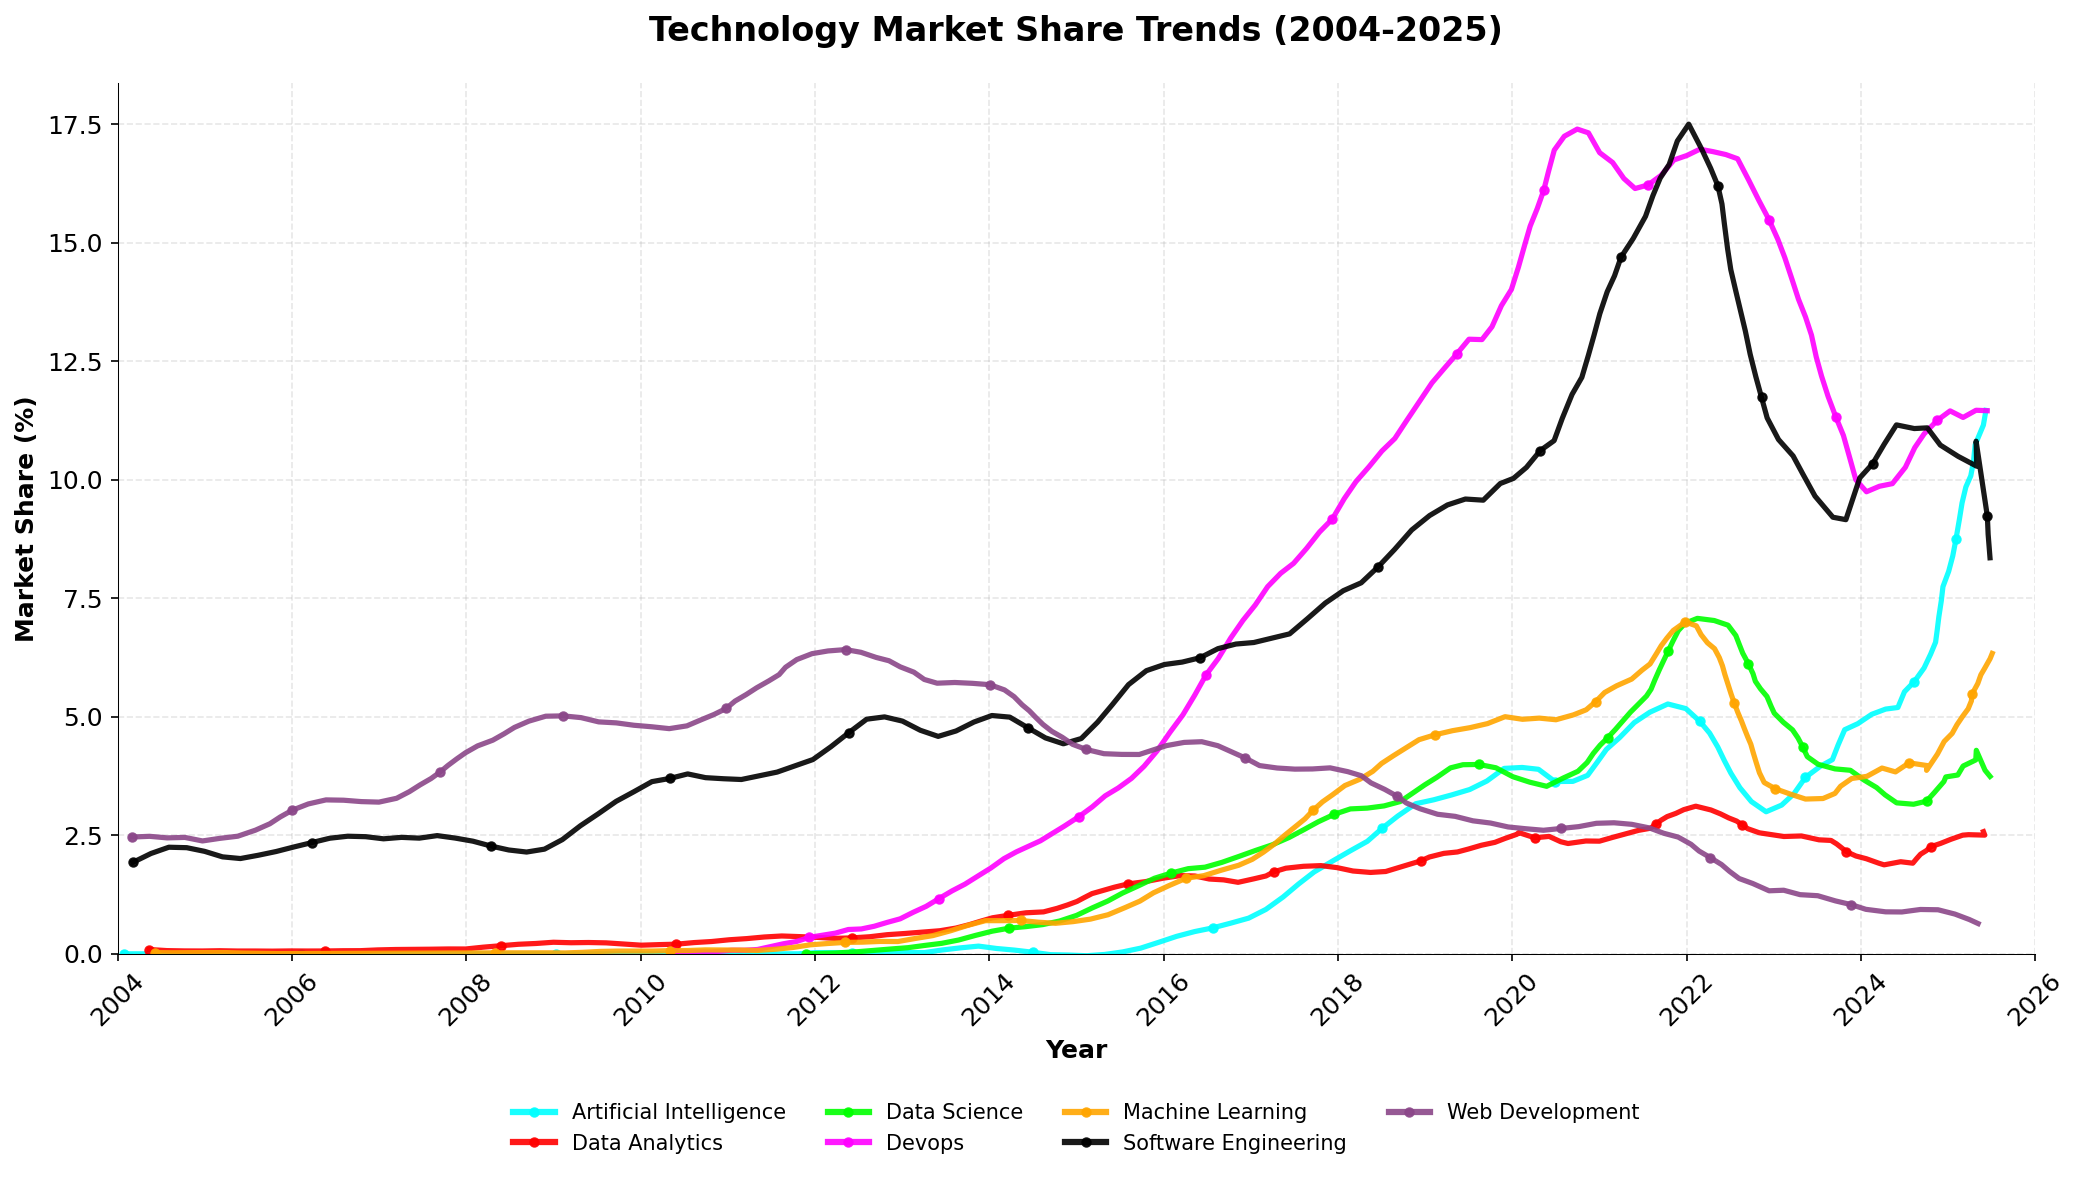 Technology Market Share Trends (2004-2025)
Market Share (%)
17.5
15.0
12.5
10.0
7.5
5.0
2.5
0.0
2004
2006
2008
2010
2012
2014
2016
2018
2020
2022
2024
2026
Year
Artificial Intelligence
Data Analytics
Data Science
Devops
Machine Learning
Software Engineering
Web Development